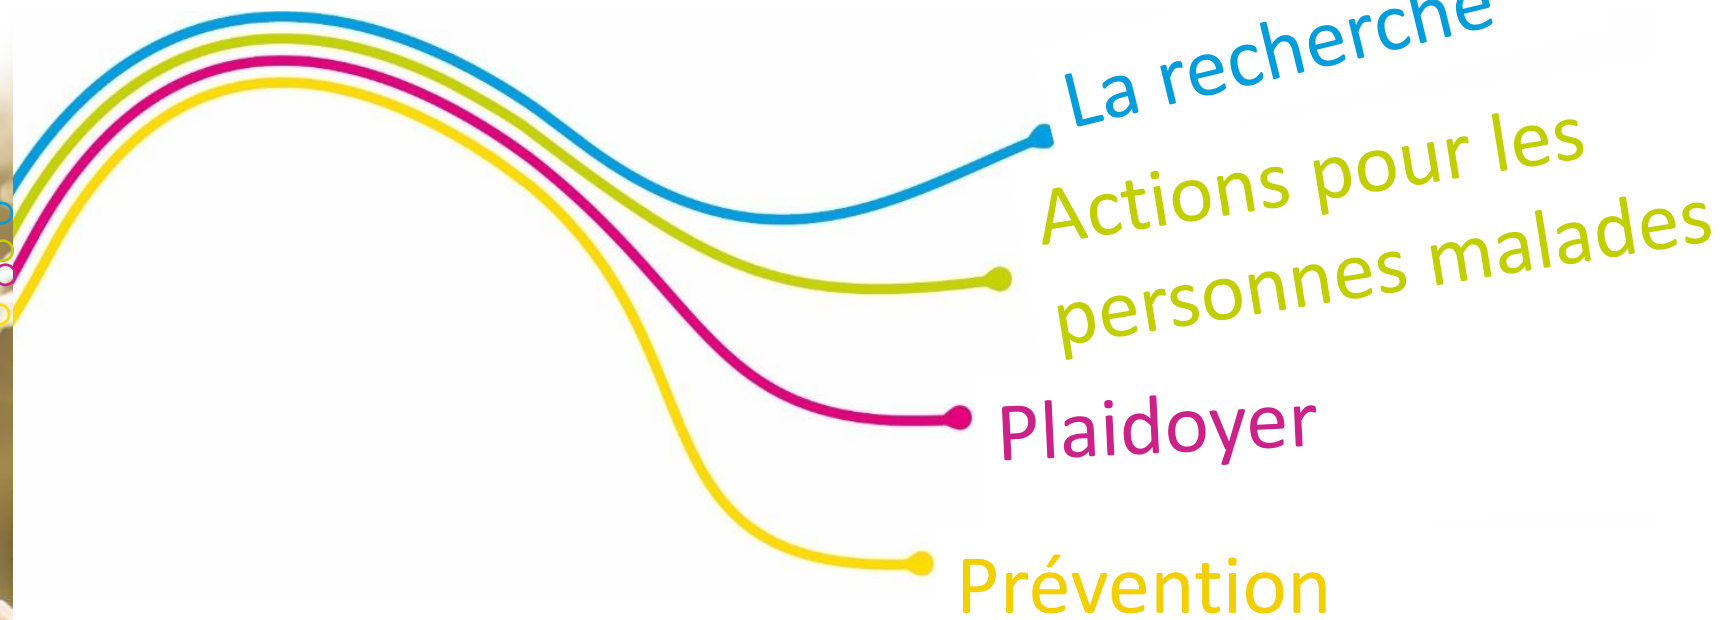 La recherche
Actions pour les
personnes malades
Plaidoyer
Prévention